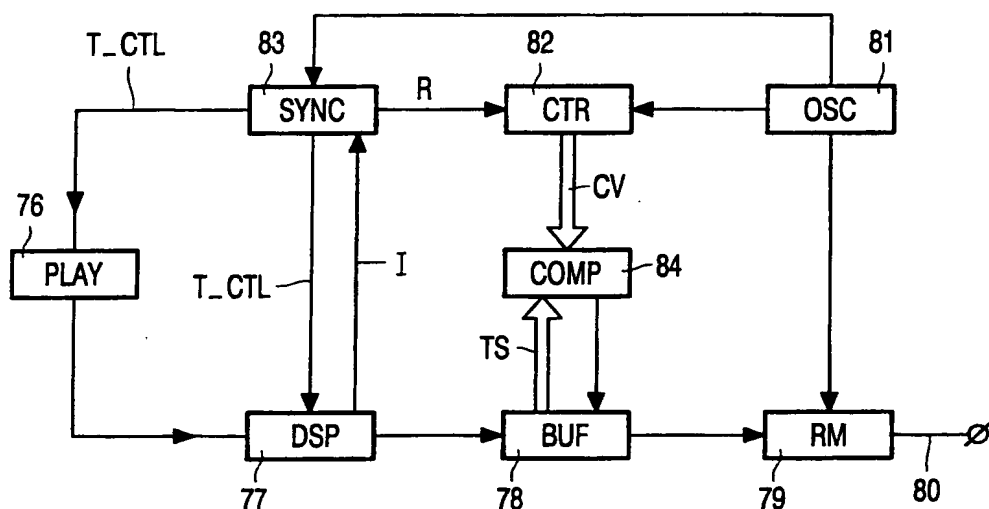 T_CTL
83
82
81
SYNC
R
CTR
OSC
CV
76
PLAY
T_CTL
I
COMP
84
TS
DSP
BUF
RM
77
78
79
80